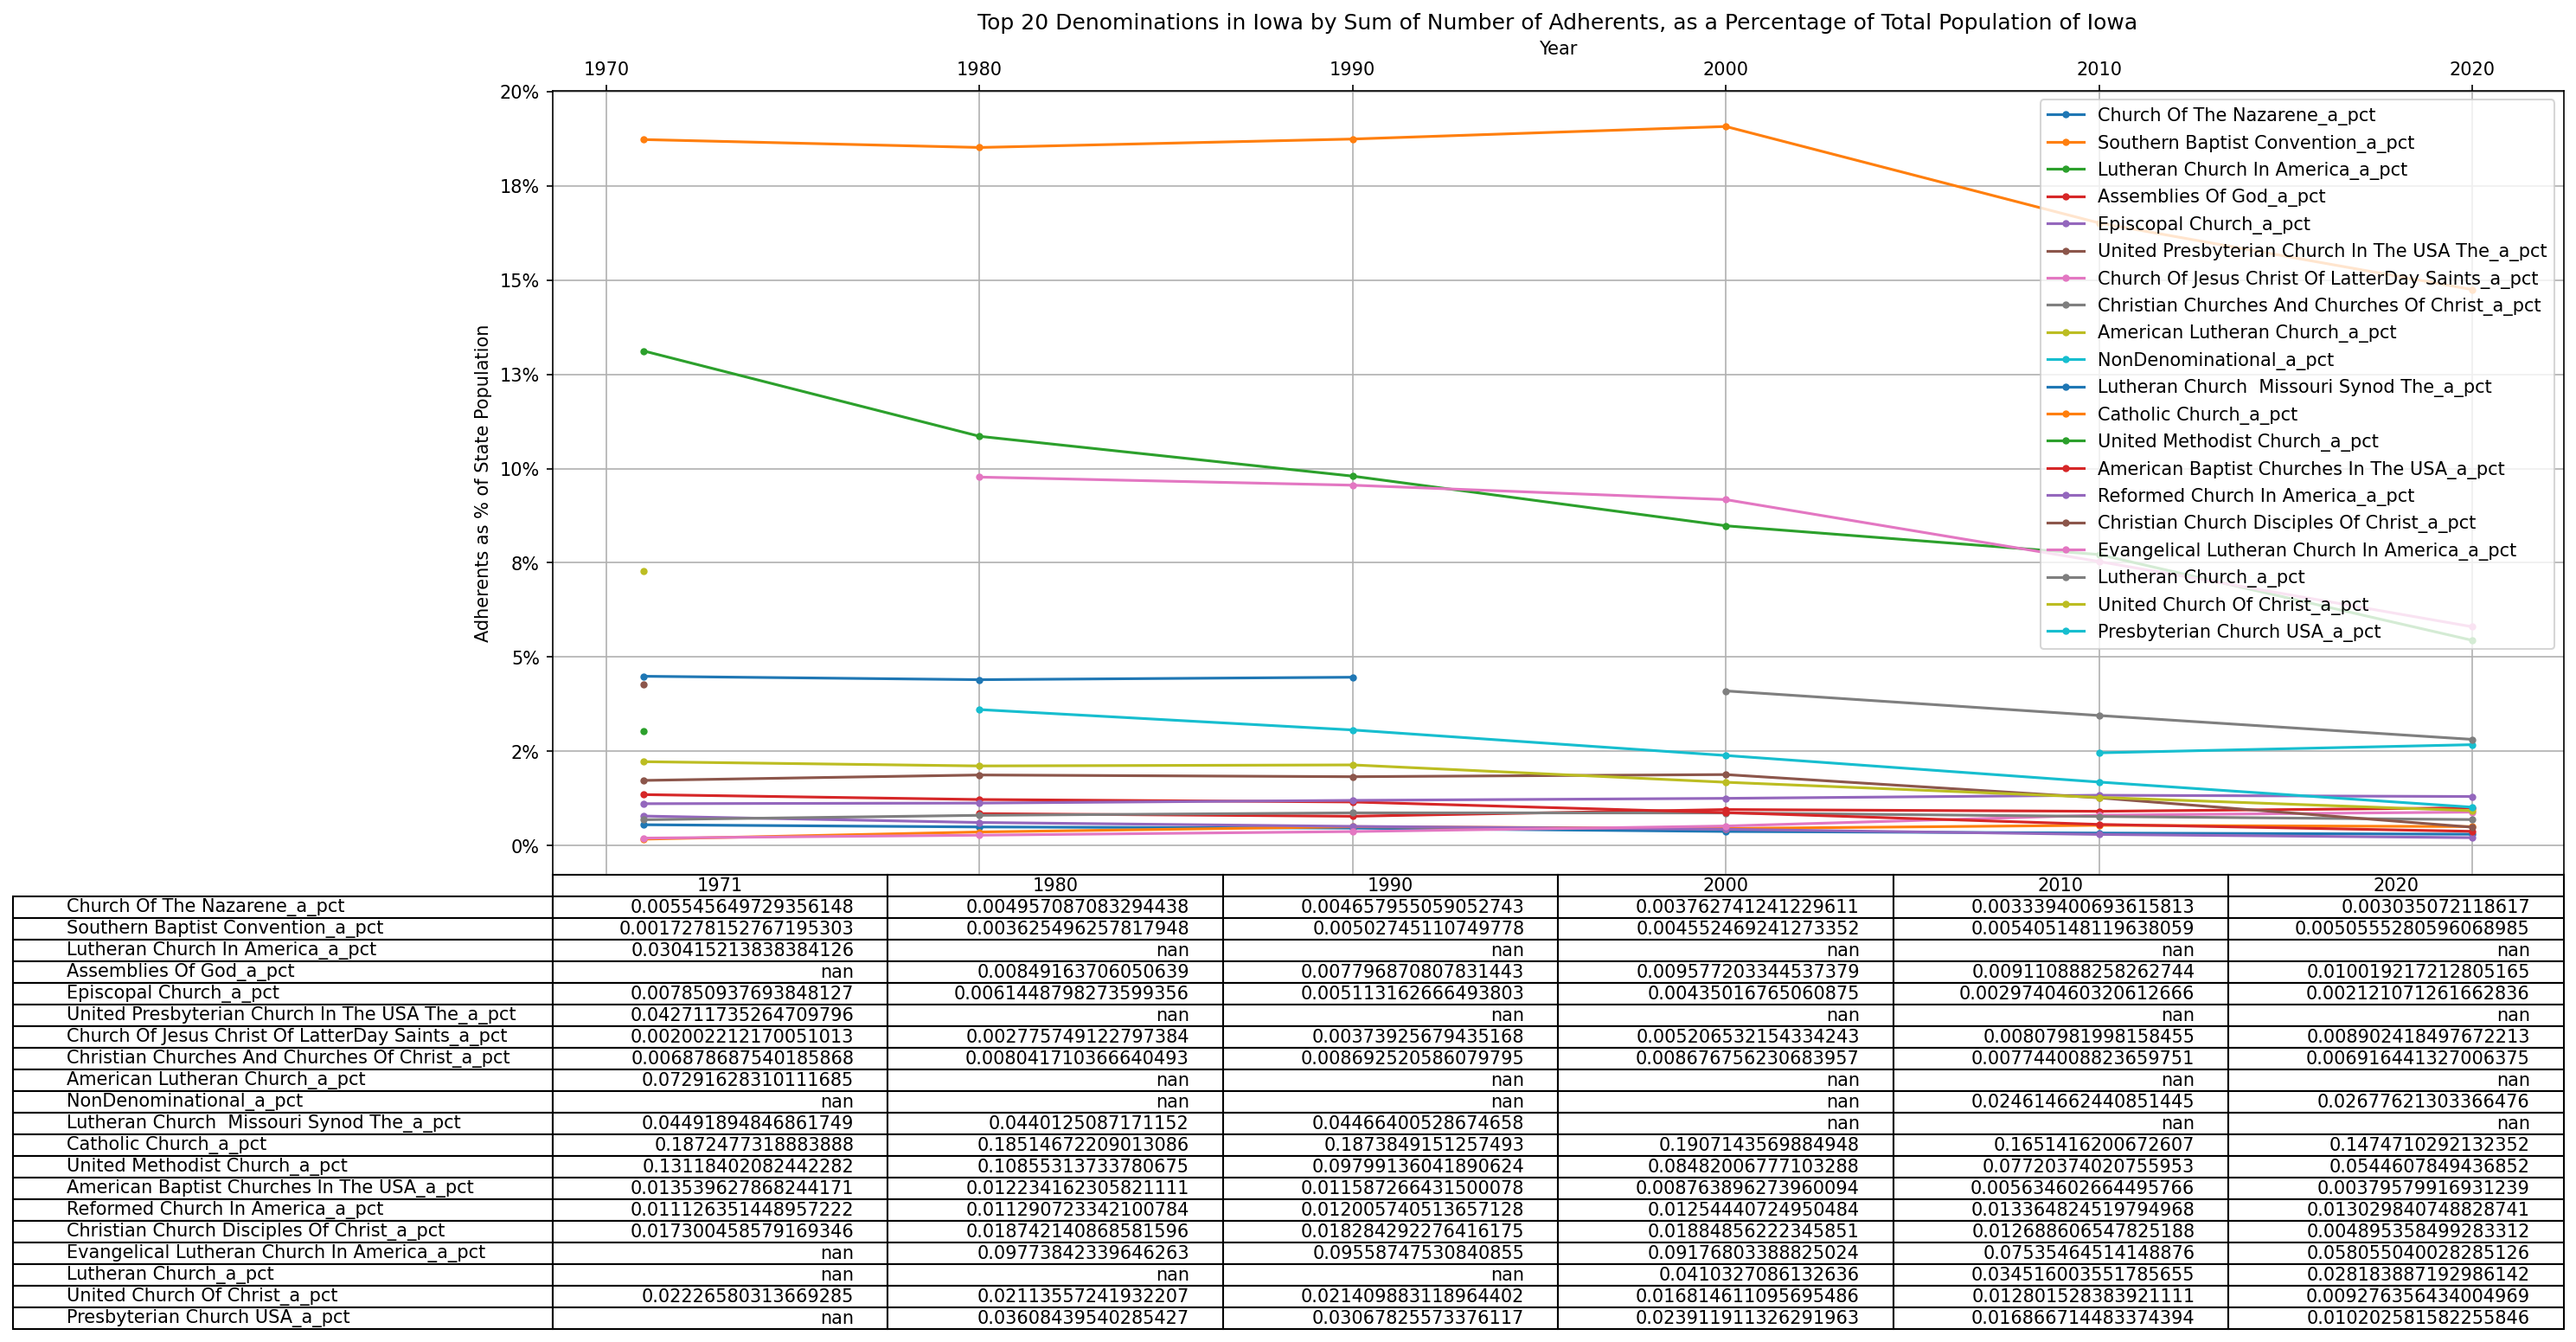 Top 20 Denominations in Iowa by Sum of Number of Adherents, as a Percentage of Total Population of Iowa
Year
1970 1980 1990 2000 2010 2020
20%
18%
15%
13%
10%
8%
5%
2%
0%
Adherents as % of State Population
Church Of The Nazarene_a_pct
Southern Baptist Convention_a_pct
Lutheran Church In America_a_pct
Assemblies Of God_a_pct
Episcopal Church_a_pct
United Presbyterian Church In The USA The_a_pct
Church Of Jesus Christ Of LatterDay Saints_a_pct
Christian Churches And Churches Of Christ_a_pct
American Lutheran Church_a_pct
NonDenominational_a_pct
Lutheran Church  Missouri Synod The_a_pct
Catholic Church_a_pct
United Methodist Church_a_pct
American Baptist Churches In The USA_a_pct
Reformed Church In America_a_pct
Christian Church Disciples Of Christ_a_pct
Evangelical Lutheran Church In America_a_pct
Lutheran Church_a_pct
United Church Of Christ_a_pct
Presbyterian Church USA_a_pct
1971 1980 1990 2000 2010 2020
Church Of The Nazarene_a_pct 0.005545649729356148 0.004957087083294438 0.004657955059052743 0.003762741241229611 0.003339400693615813 0.003035072118617
Southern Baptist Convention_a_pct 0.0017278152767195303 0.003625496257817948 0.00502745110749778 0.004552469241273352 0.005405148119638059 0.0050555280596068985
Lutheran Church In America_a_pct 0.030415213838384126 nan nan nan nan nan
Assemblies Of God_a_pct nan 0.00849163706050639 0.007796870807831443 0.009577203344537379 0.009110888258262744 0.010019217212805165
Episcopal Church_a_pct 0.007850937693848127 0.0061448798273599356 0.005113162666493803 0.00435016765060875 0.0029740460320612666 0.002121071261662836
United Presbyterian Church In The USA The_a_pct 0.042711735264709796 nan nan nan nan nan
Church Of Jesus Christ Of LatterDay Saints_a_pct 0.002002212170051013 0.002775749122797384 0.00373925679435168 0.005206532154334243 0.008079981998158455 0.008902418497672213
Christian Churches And Churches Of Christ_a_pct 0.006878687540185868 0.008041710366640493 0.008692520586079795 0.008676756230683957 0.007744008823659751 0.006916441327006375
American Lutheran Church_a_pct 0.07291628310111685 nan nan nan nan nan
NonDenominational_a_pct nan nan nan nan 0.024614662440851445 0.02677621303366476
Lutheran Church  Missouri Synod The_a_pct 0.04491894846861749 0.0440125087171152 0.04466400528674658 nan nan nan
Catholic Church_a_pct 0.1872477318883888 0.18514672209013086 0.1873849151257493 0.1907143569884948 0.1651416200672607 0.1474710292132352
United Methodist Church_a_pct 0.13118402082442282 0.10855313733780675 0.09799136041890624 0.08482006777103288 0.07720374020755953 0.0544607849436852
American Baptist Churches In The USA_a_pct 0.013539627868244171 0.012234162305821111 0.011587266431500078 0.008763896273960094 0.005634602664495766 0.00379579916931239
Reformed Church In America_a_pct 0.011126351448957222 0.011290723342100784 0.012005740513657128 0.01254440724950484 0.013364824519794968 0.013029840748828741
Christian Church Disciples Of Christ_a_pct 0.017300458579169346 0.018742140868581596 0.018284292276416175 0.01884856222345851 0.012688606547825188 0.004895358499283312
Evangelical Lutheran Church In America_a_pct nan 0.09773842339646263 0.09558747530840855 0.09176803388825024 0.07535464514148876 0.058055040028285126
Lutheran Church_a_pct nan nan nan 0.0410327086132636 0.034516003551785655 0.028183887192986142
United Church Of Christ_a_pct 0.02226580313669285 0.02113557241932207 0.021409883118964402 0.016814611095695486 0.012801528383921111 0.009276356434004969
Presbyterian Church USA_a_pct nan 0.03608439540285427 0.03067825573376117 0.023911911326291963 0.016866714483374394 0.010202581582255846